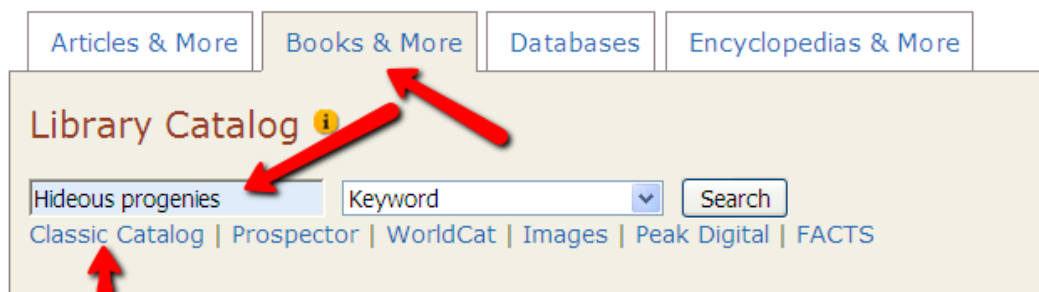 Articles & More Books & More Databases Encyclopedias & More
Library Catalog i
Hideous progenies Keyword Search
Classic Catalog | Prospector | WorldCat | Images | Peak Digital | FACTS